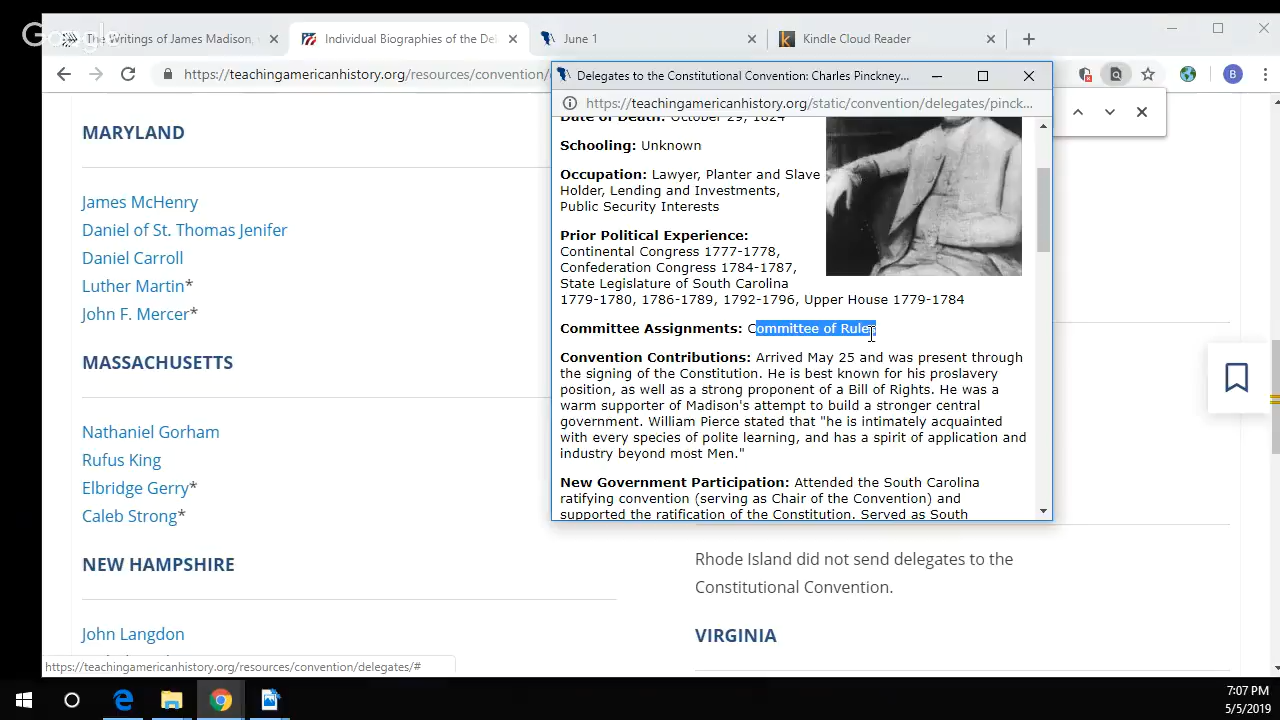 Google
The Writings of James Madison,
Individual Biographies of the De
June 1
Kindle Cloud Reader
https://teachingamericanhistory.org/resources/convention/
B
Delegates to the Constitutional Convention: Charles Pinckney...
https://teachingamericanhistory.org/static/convention/delegates/pinck...
MARYLAND
James McHenry
Daniel of St. Thomas Jenifer
Daniel Carroll
Luther Martin*
John F. Mercer*
MASSACHUSETTS
Nathaniel Gorham
Rufus King
Elbridge Gerry*
Caleb Strong*
NEW HAMPSHIRE
John Langdon
https://teachingamericanhistory.org/resources/convention/delegates/#
Date of Death: October 29, 1824
Schooling: Unknown
Occupation: Lawyer, Planter and Slave
Holder, Lending and Investments,
Public Security Interests
Prior Political Experience:
Continental Congress 1777-1778,
Confederation Congress 1784-1787,
State Legislature of South Carolina
1779-1780, 1786-1789, 1792-1796, Upper House 1779-1784
Committee Assignments: Committee of Rules
Convention Contributions: Arrived May 25 and was present through
the signing of the Constitution. He is best known for his proslavery
position, as well as a strong proponent of a Bill of Rights. He was a
warm supporter of Madison's attempt to build a stronger central
government. William Pierce stated that "he is intimately acquainted
with every species of polite learning, and has a spirit of application and
industry beyond most Men."
New Government Participation: Attended the South Carolina
ratifying convention (serving as Chair of the Convention) and
supported the ratification of the Constitution. Served as South
Rhode Island did not send delegates to the
Constitutional Convention.
VIRGINIA
7:07 PM
5/5/2019